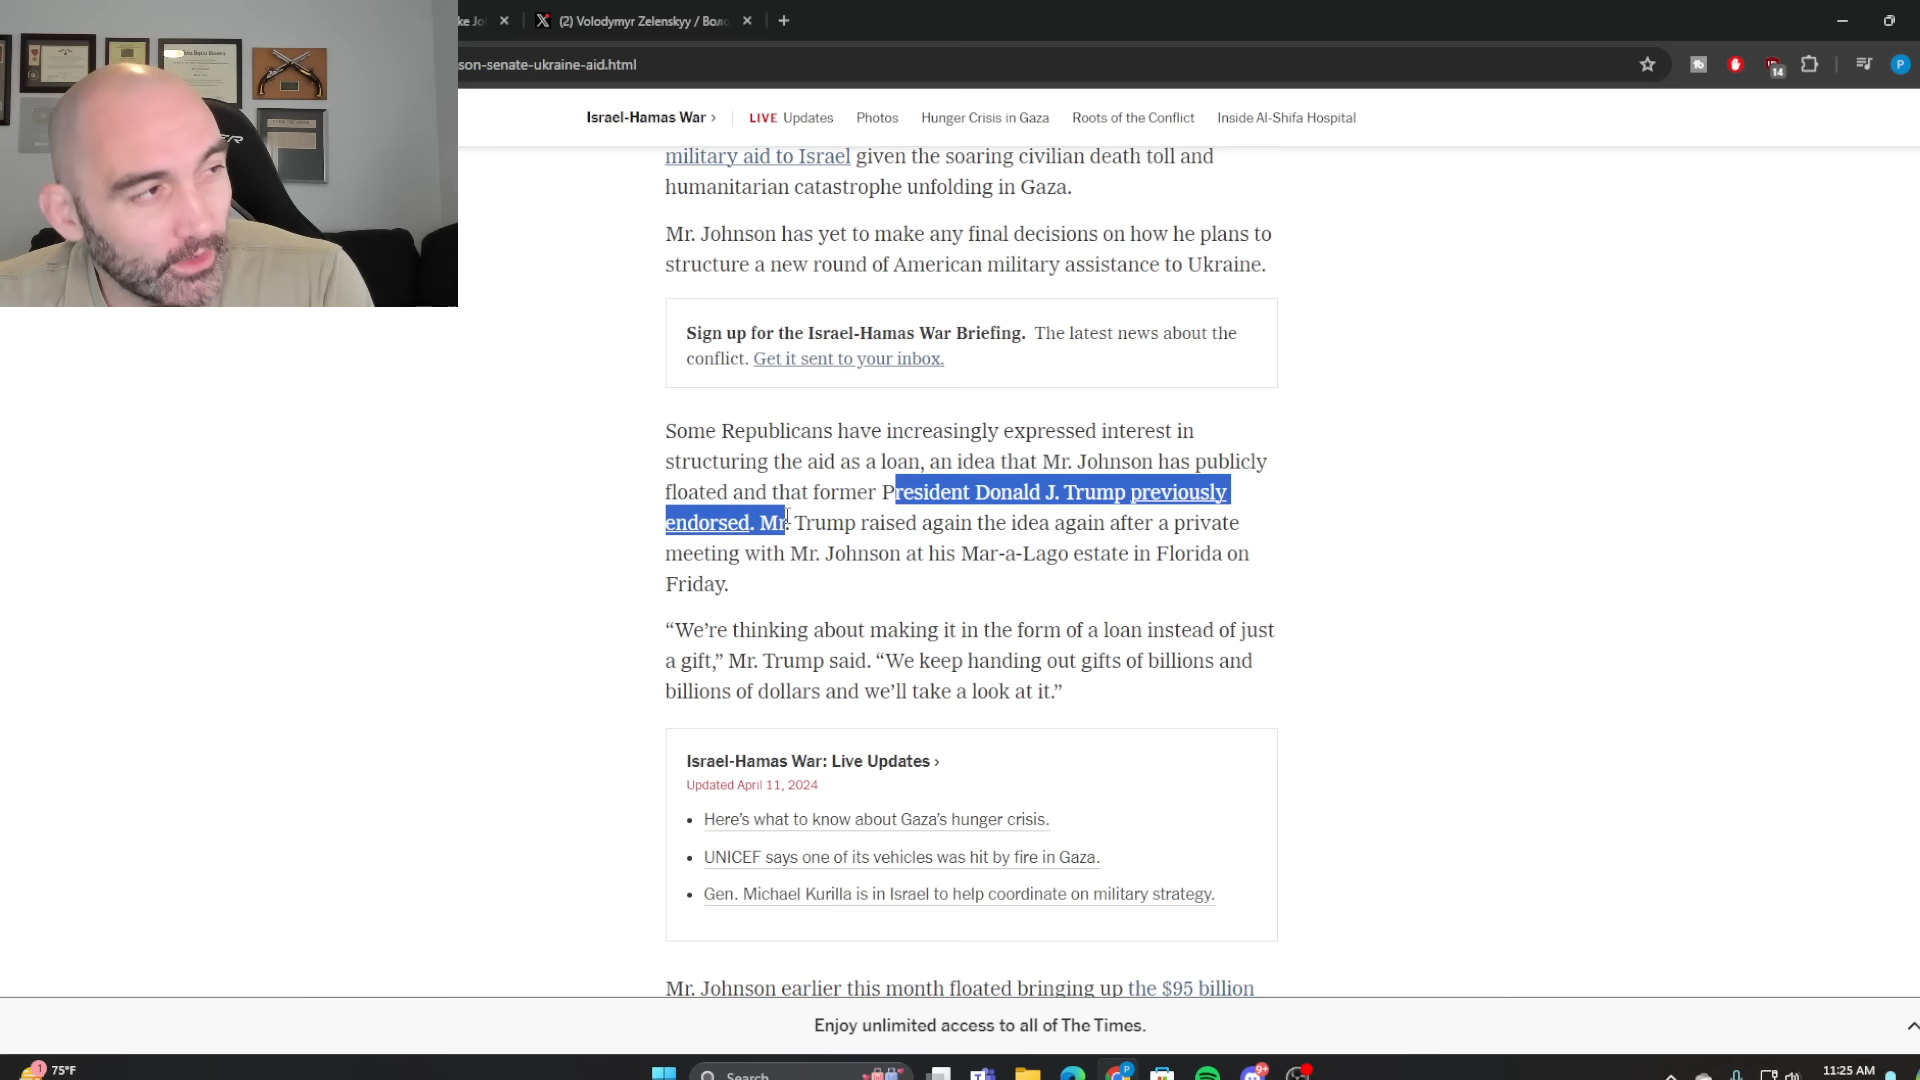 ke Jo
(2) Volodymyr Zelenskyy / Воло
son-senate-ukraine-aid.html
14
P
Israel-Hamas War ›
LIVE Updates
Photos
Hunger Crisis in Gaza
Roots of the Conflict
Inside Al-Shifa Hospital
military aid to Israel given the soaring civilian death toll and
humanitarian catastrophe unfolding in Gaza.
Mr. Johnson has yet to make any final decisions on how he plans to
structure a new round of American military assistance to Ukraine.
Sign up for the Israel-Hamas War Briefing. The latest news about the
conflict. Get it sent to your inbox.
Some Republicans have increasingly expressed interest in
structuring the aid as a loan, an idea that Mr. Johnson has publicly
floated and that former President Donald J. Trump previously
endorsed. Mr. Trump raised again the idea again after a private
meeting with Mr. Johnson at his Mar-a-Lago estate in Florida on
Friday.
“We’re thinking about making it in the form of a loan instead of just
a gift,” Mr. Trump said. “We keep handing out gifts of billions and
billions of dollars and we’ll take a look at it.”
Israel-Hamas War: Live Updates ›
Updated April 11, 2024
• Here’s what to know about Gaza’s hunger crisis.
• UNICEF says one of its vehicles was hit by fire in Gaza.
• Gen. Michael Kurilla is in Israel to help coordinate on military strategy.
Mr. Johnson earlier this month floated bringing up the $95 billion
Enjoy unlimited access to all of The Times.
1
75°F
Search
P
9+
11:25 AM